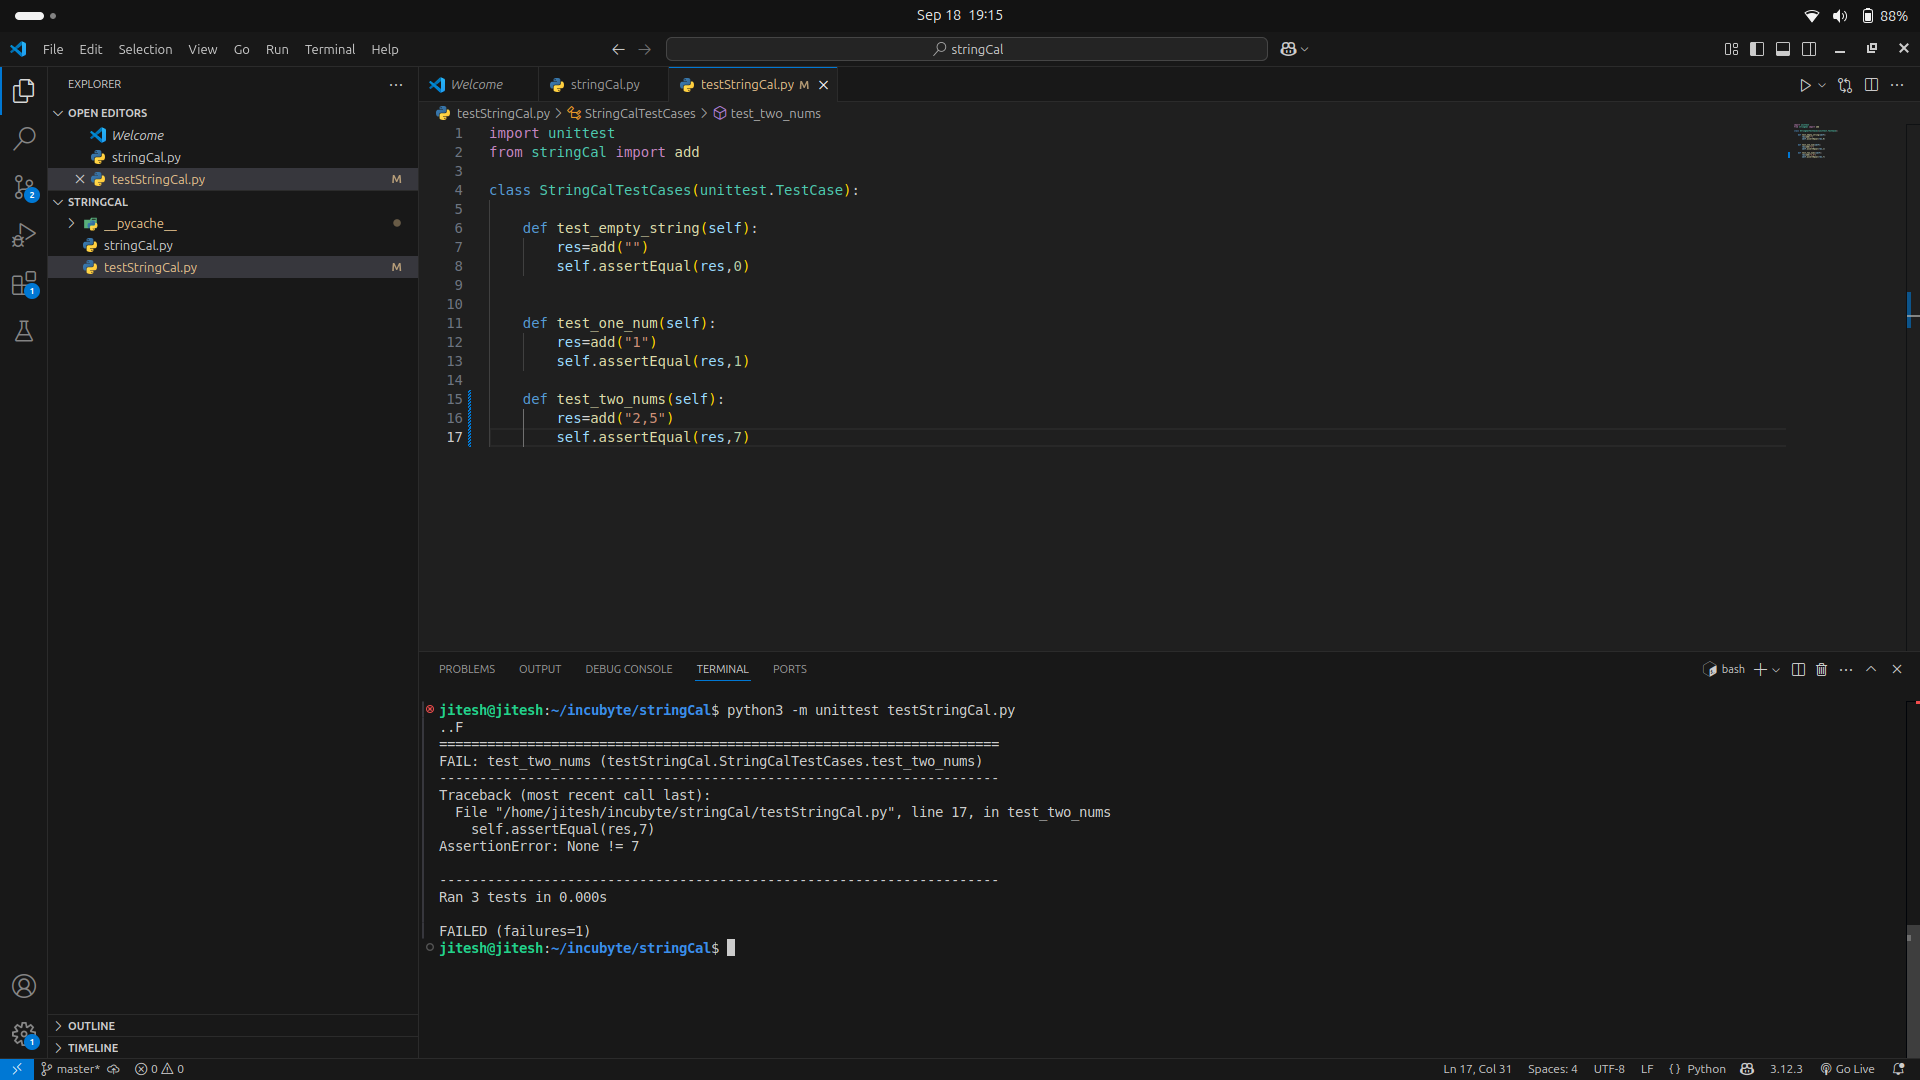 Sep 18 19:15
88%
File Edit Selection View Go Run Terminal Help
stringCal
EXPLORER
OPEN EDITORS
Welcome
stringCal.py
testStringCal.py M
STRINGCAL
__pycache__
stringCal.py
testStringCal.py M
OUTLINE
TIMELINE
2
1
1
Welcome stringCal.py testStringCal.py M
testStringCal.py > StringCalTestCases > test_two_nums
1 import unittest
2 from stringCal import add
3
4 class StringCalTestCases(unittest.TestCase):
5
6 def test_empty_string(self):
7 res=add("")
8 self.assertEqual(res,0)
9
10
11 def test_one_num(self):
12 res=add("1")
13 self.assertEqual(res,1)
14
15 def test_two_nums(self):
16 res=add("2,5")
17 self.assertEqual(res,7)
PROBLEMS OUTPUT DEBUG CONSOLE TERMINAL PORTS
bash
jitesh@jitesh:~/incubyte/stringCal$ python3 -m unittest testStringCal.py
..F
======================================================================
FAIL: test_two_nums (testStringCal.StringCalTestCases.test_two_nums)
----------------------------------------------------------------------
Traceback (most recent call last):
File "/home/jitesh/incubyte/stringCal/testStringCal.py", line 17, in test_two_nums
self.assertEqual(res,7)
AssertionError: None != 7
----------------------------------------------------------------------
Ran 3 tests in 0.000s
FAILED (failures=1)
jitesh@jitesh:~/incubyte/stringCal$
master* 0 0
Ln 17, Col 31 Spaces: 4 UTF-8 LF {} Python 3.12.3 Go Live